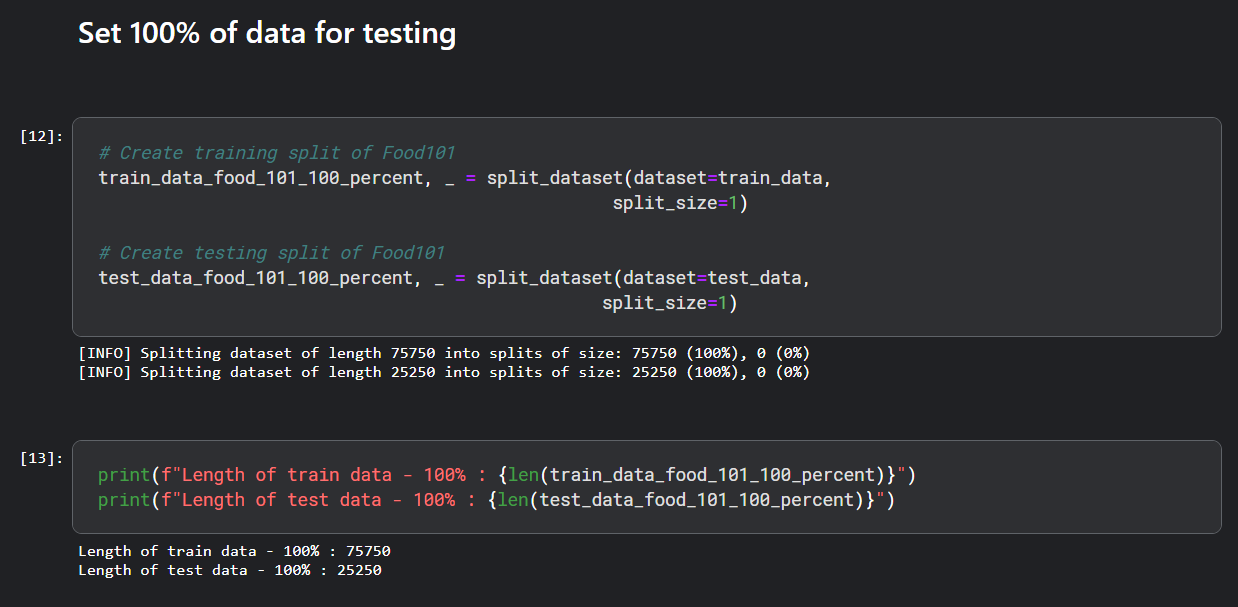 Set 100% of data for testing
[12]:
# Create training split of Food101
train_data_food_101_100_percent, _ = split_dataset(dataset=train_data,
split_size=1)
# Create testing split of Food101
test_data_food_101_100_percent, _ = split_dataset(dataset=test_data,
split_size=1)
[INFO] Splitting dataset of length 75750 into splits of size: 75750 (100%), 0 (0%)
[INFO] Splitting dataset of length 25250 into splits of size: 25250 (100%), 0 (0%)
[13]:
print(f"Length of train data - 100% : {len(train_data_food_101_100_percent)}")
print(f"Length of test data - 100% : {len(test_data_food_101_100_percent)}")
Length of train data - 100% : 75750
Length of test data - 100% : 25250